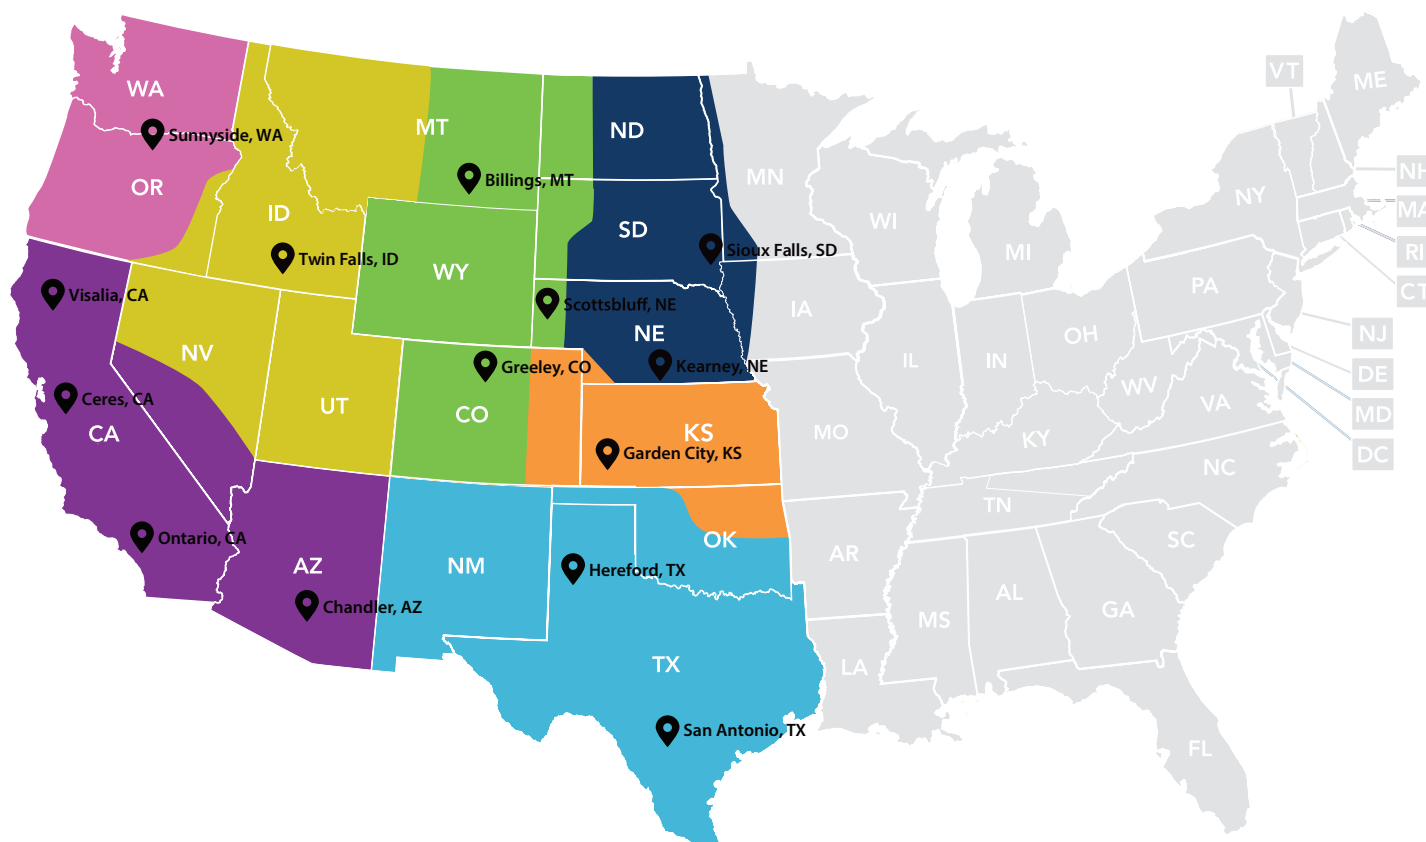 WA
Sunnyside, WA
OR
MT
Billings, MT
ID
Twin Falls, ID
WY
ND
SD
Sioux Falls, SD
Scottsbluff, NE
NE
Kearney, NE
Visalia, CA
Ceres, CA
CA
Ontario, CA
NV
UT
Greeley, CO
CO
KS
Garden City, KS
AZ
Chandler, AZ
NM
OK
Hereford, TX
TX
San Antonio, TX
MN
WI
MI
IA
IL
IN
OH
MO
KY
WV
VA
PA
NY
VT
ME
NH
MA
RI
CT
NJ
DE
MD
DC
NC
TN
SC
AR
MS
AL
GA
LA
FL